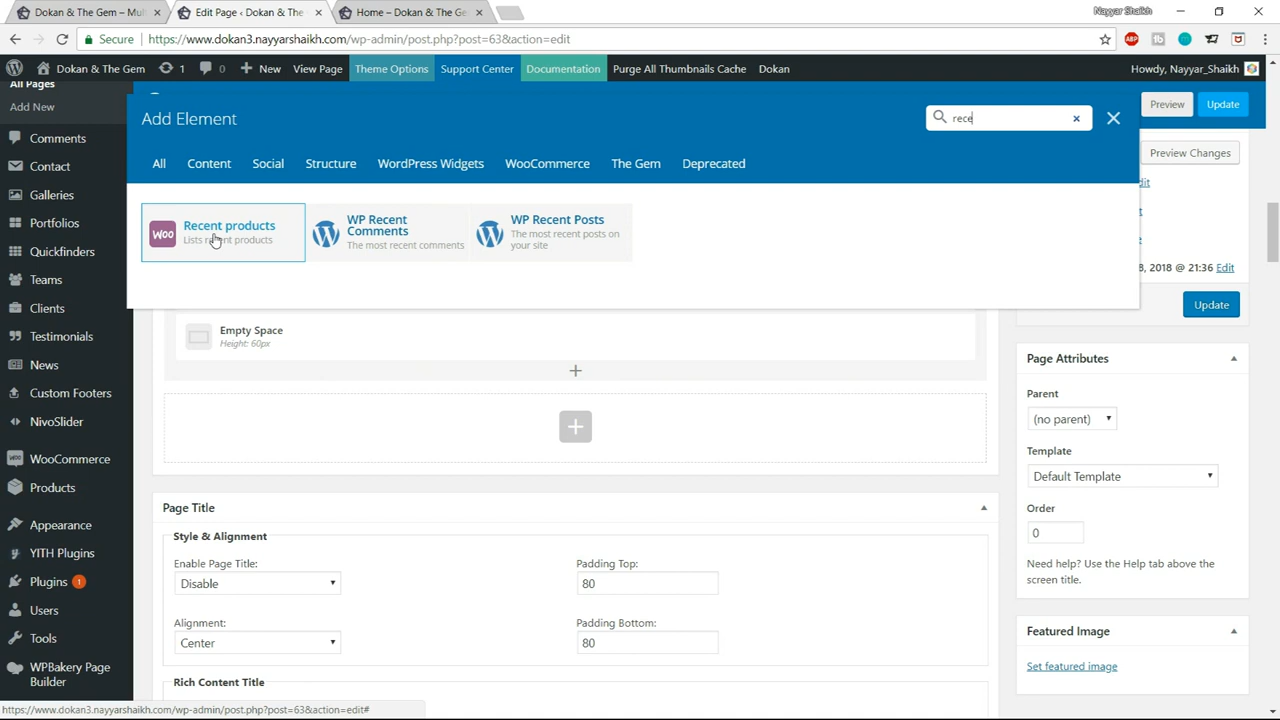 Dokan & The Gem – Mul
Edit Page ‹ Dokan & The
Home – Dokan & The Ge
Nayyar Shaikh
Secure
https://www.dokan3.nayyarshaikh.com/wp-admin/post.php?post=63&action=edit
ABP
Dokan & The Gem
1
0
New
View Page
Theme Options
Support Center
Documentation
Purge All Thumbnails Cache
Dokan
Howdy, Nayyar_Shaikh
All Pages
Add New
Comments
Contact
Galleries
Portfolios
Quickfinders
Teams
Clients
Testimonials
News
Custom Footers
NivoSlider
WooCommerce
Products
Appearance
YITH Plugins
Plugins 1
Users
Tools
WPBakery Page
Builder
Add Element
rece
Preview
Update
All
Content
Social
Structure
WordPress Widgets
WooCommerce
The Gem
Deprecated
Woo
Recent products
Lists recent products
WP Recent
Comments
The most recent comments
WP Recent Posts
The most recent posts on
your site
Empty Space
Height: 60px
Page Title
Style & Alignment
Enable Page Title:
Disable
Padding Top:
80
Alignment:
Center
Padding Bottom:
80
Rich Content Title
Preview Changes
8, 2018 @ 21:36 Edit
Update
Page Attributes
Parent
(no parent)
Template
Default Template
Order
0
Need help? Use the Help tab above the
screen title.
Featured Image
Set featured image
https://www.dokan3.nayyarshaikh.com/wp-admin/post.php?post=63&action=edit#